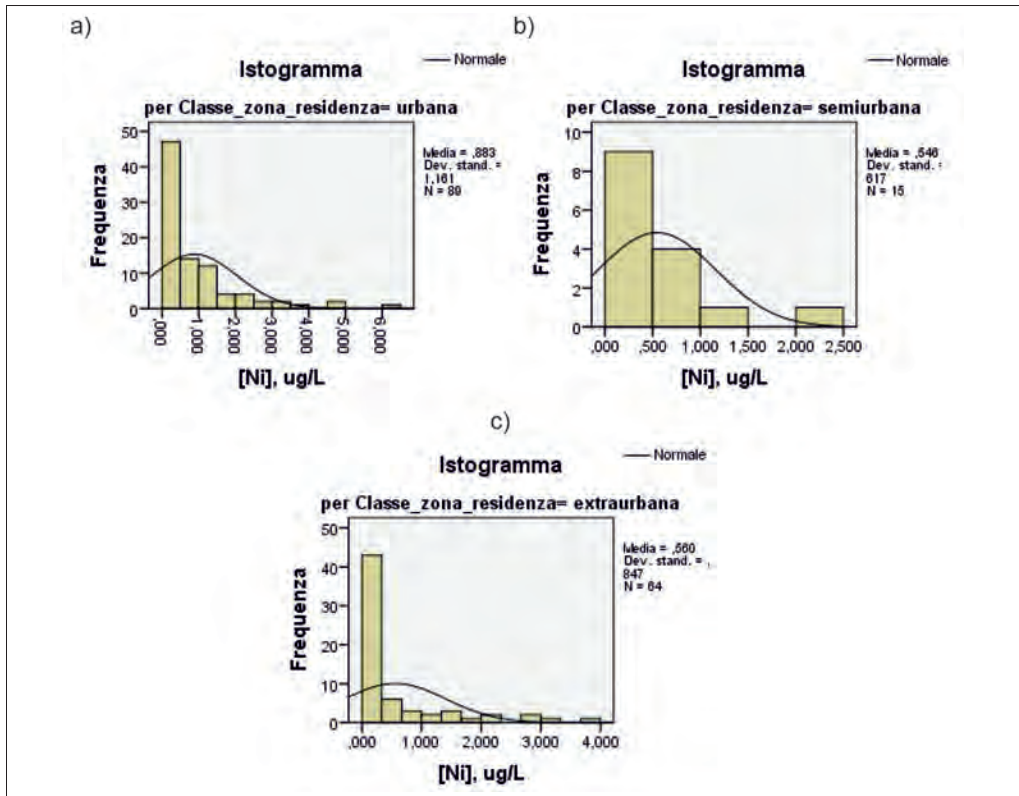 a)
Istogramma
Normale
per Classe_zona_residenza= urbana
50
40
30
20
10
0
Frequenza
,000
1,000
2,000
3,000
4,000
5,000
6,000
[Ni], ug/L
Media = ,883
Dev. stand. =
1,161
N = 89
b)
Istogramma
Normale
per Classe_zona_residenza= semiurbana
10
8
6
4
2
0
Frequenza
,000
,500
1,000
1,500
2,000
2,500
[Ni], ug/L
Media = ,546
Dev. stand. =
617
N = 15
c)
Istogramma
Normale
per Classe_zona_residenza= extraurbana
50
40
30
20
10
0
Frequenza
,000
1,000
2,000
3,000
4,000
[Ni], ug/L
Media = ,560
Dev. stand. = ,
847
N = 64